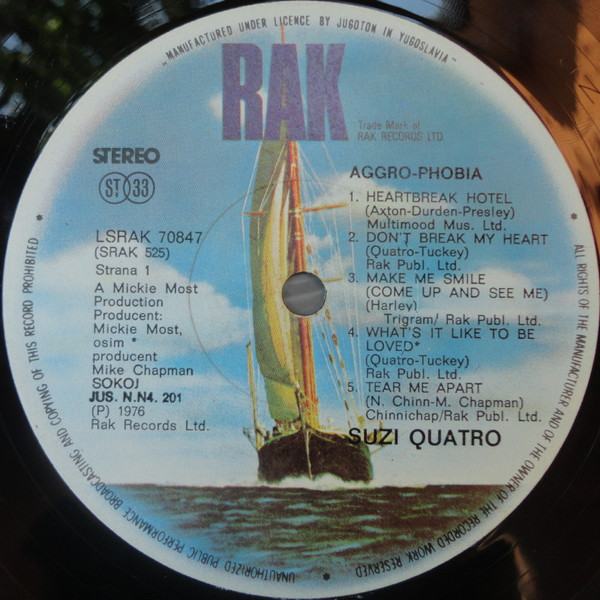 –MANUFACTURED UNDER LICENCE BY JUGOTON IN YUGOSLAVIA–
RAK
Trade Mark of
RAK RECORDS LTD.
STEREO
ST 33
LSRAK 70847
(SRAK 525)
Strana 1
A Mickie Most
Production
Producent:
Mickie Most,
osim *
producent
Mike Chapman
SOKOJ
JUS. N.N4. 201
(P) 1976
Rak Records Ltd.
AGGRO-PHOBIA
1. HEARTBREAK HOTEL
(Axton-Durden-Presley)
Multimood Mus. Ltd.
2. DON'T BREAK MY HEART
(Quatro-Tuckey)
Rak Publ. Ltd.
3. MAKE ME SMILE
(COME UP AND SEE ME)
(Harley)
Trigram/ Rak Publ. Ltd.
4. WHAT'S IT LIKE TO BE
LOVED*
(Quatro-Tuckey)
Rak Publ. Ltd.
5. TEAR ME APART
(N. Chinn-M. Chapman)
Chinnichap/Rak Publ. Ltd.
SUZI QUATRO
* ALL RIGHTS OF THE MANUFACTURER AND OF THE OWNER OF THE RECORDED WORK RESERVED *
UNAUTHORIZED PUBLIC PERFORMANCE BROADCASTING AND COPYING OF THIS RECORD PROHIBITED *